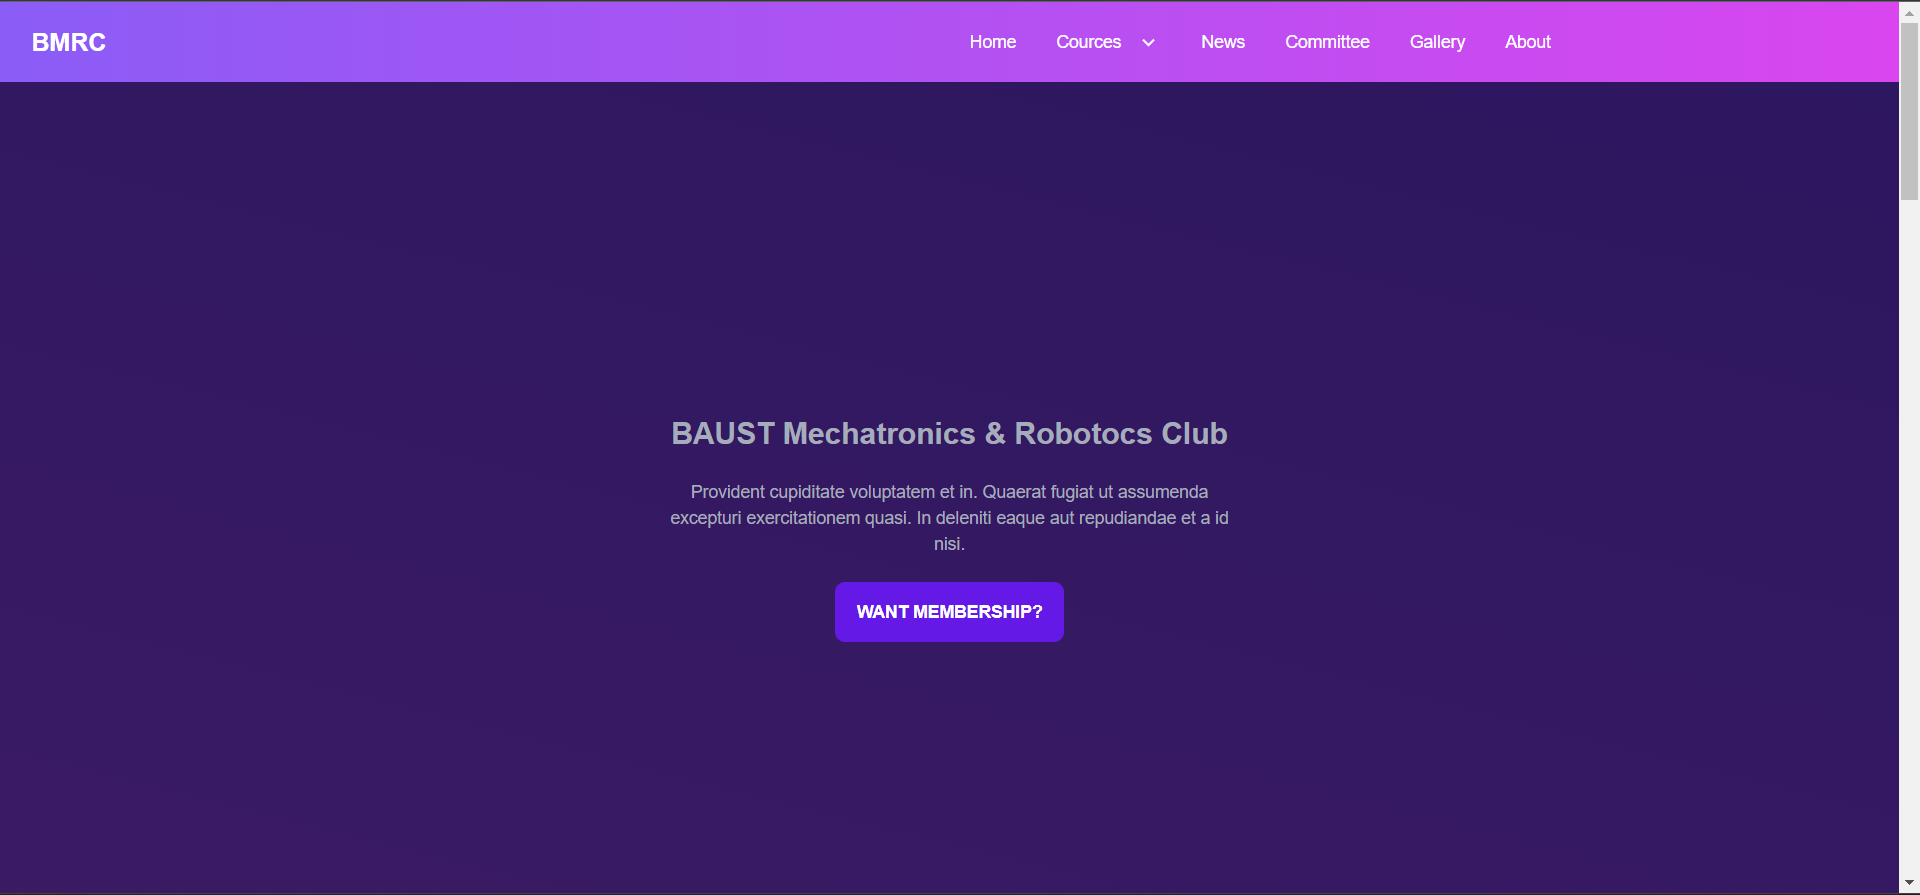 BMRC
Home Cources News Committee Gallery About
BAUST Mechatronics & Robotocs Club
Provident cupiditate voluptatem et in. Quaerat fugiat ut assumenda
excepturi exercitationem quasi. In deleniti eaque aut repudiandae et a id
nisi.
WANT MEMBERSHIP?